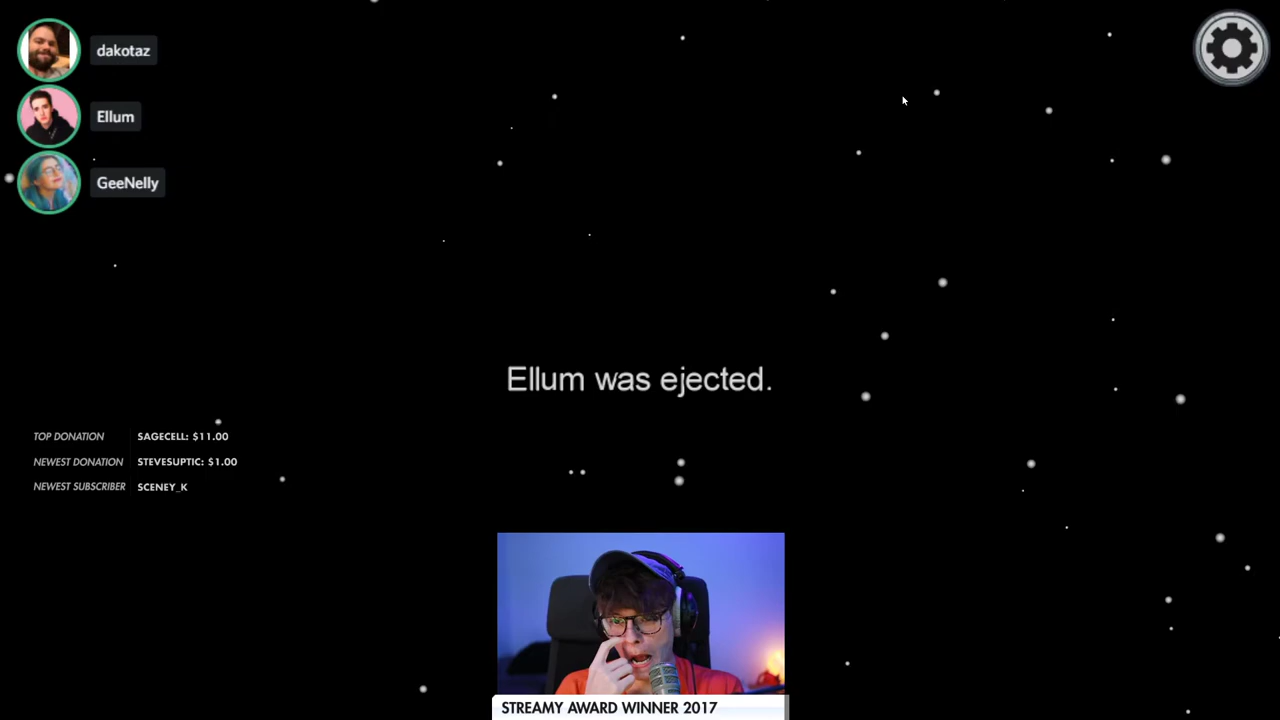 dakotaz
Ellum
GeeNelly
Ellum was ejected.
TOP DONATION SAGECELL: $11.00
NEWEST DONATION STEVESUPTIC: $1.00
NEWEST SUBSCRIBER SCENEY_K
STREAMY AWARD WINNER 2017